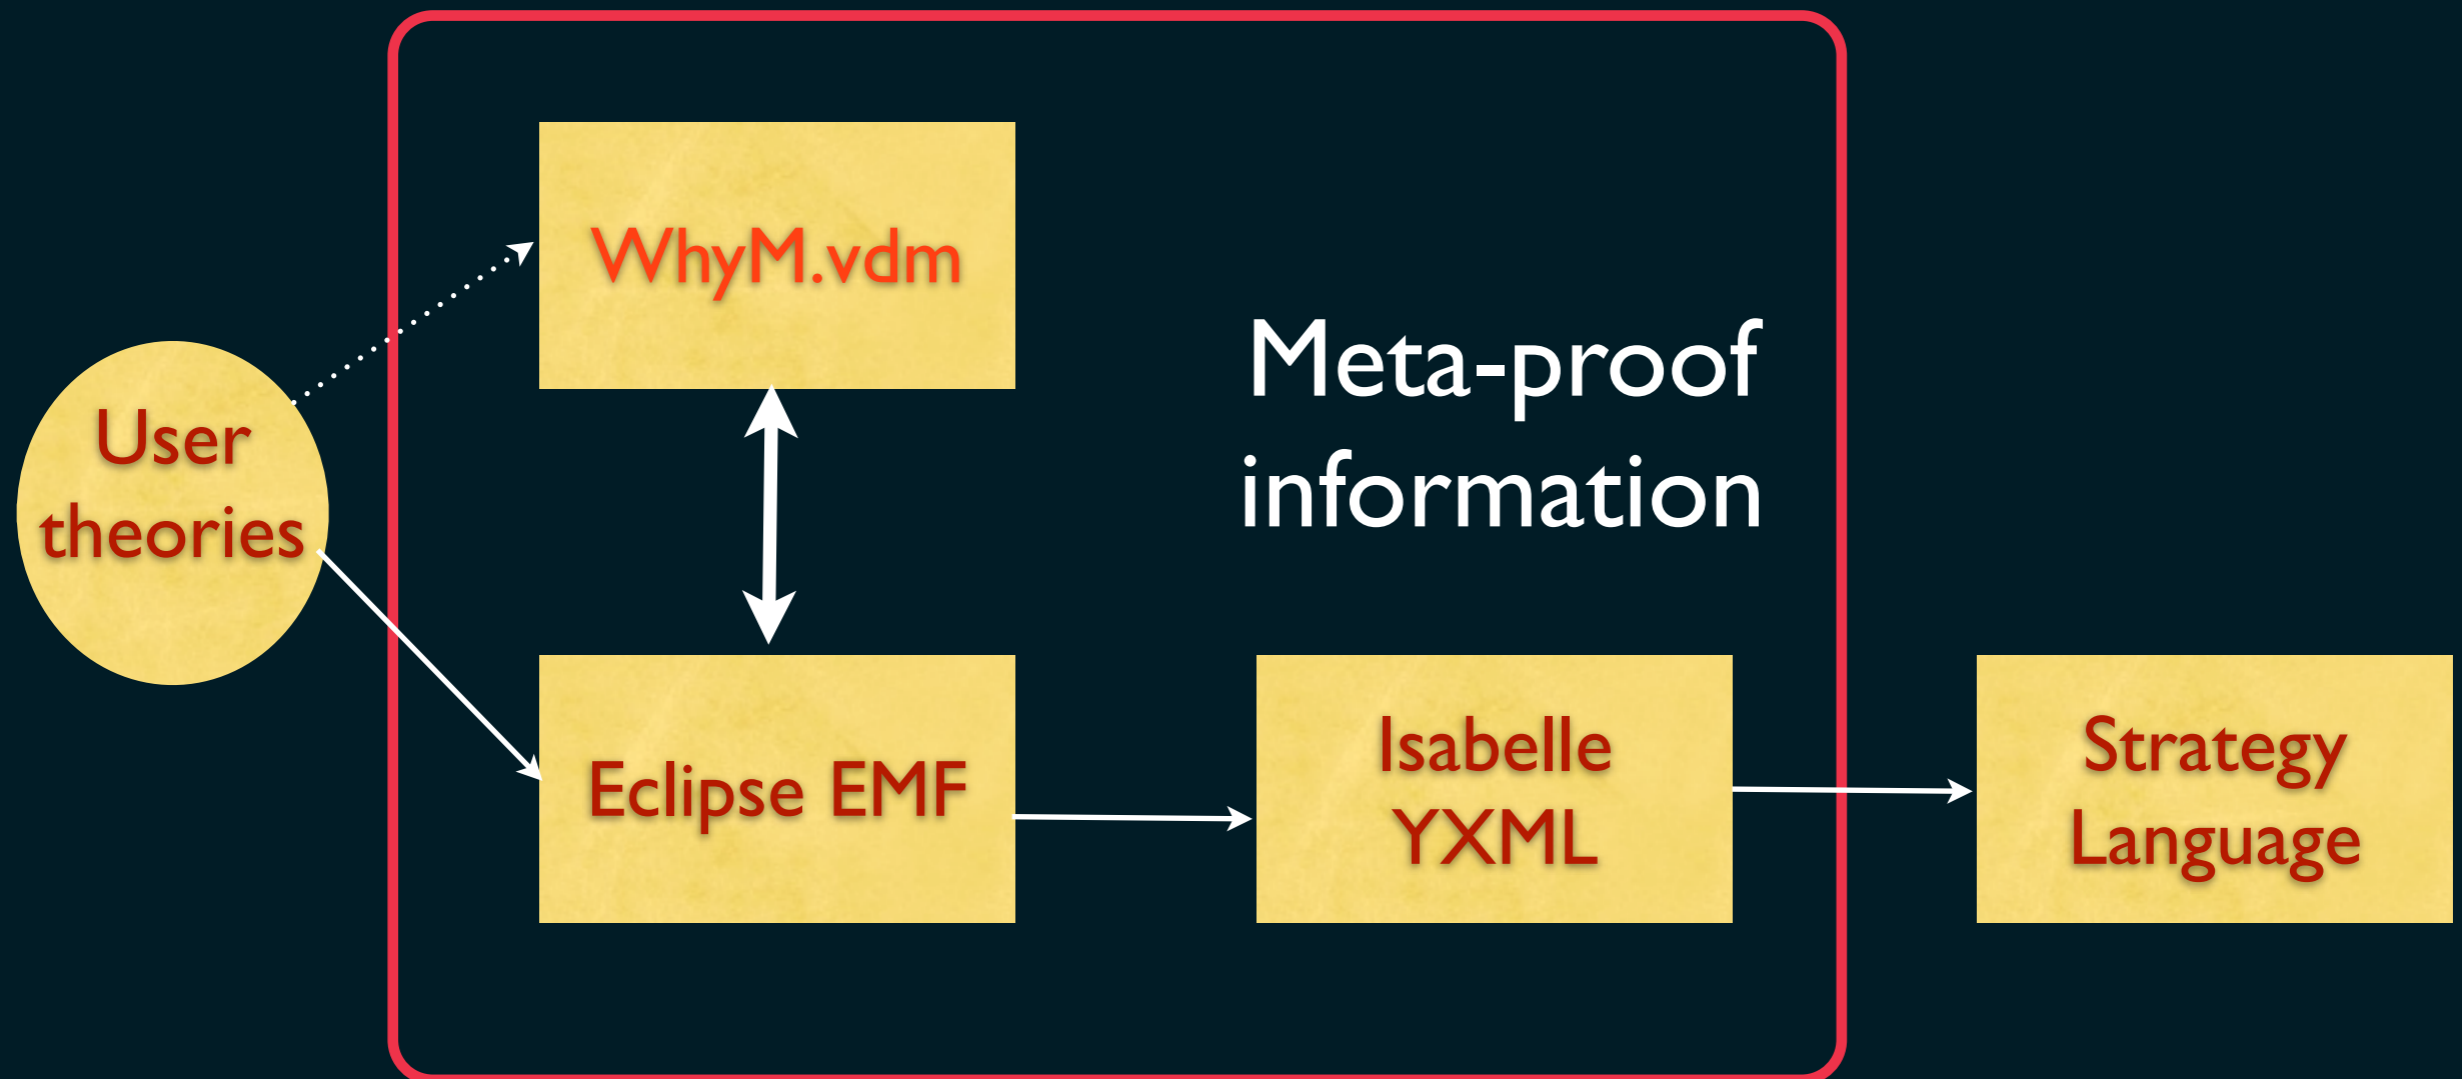 WhyM.vdm
Meta-proof
information
User
theories
Eclipse EMF
Isabelle
YXML
Strategy
Language